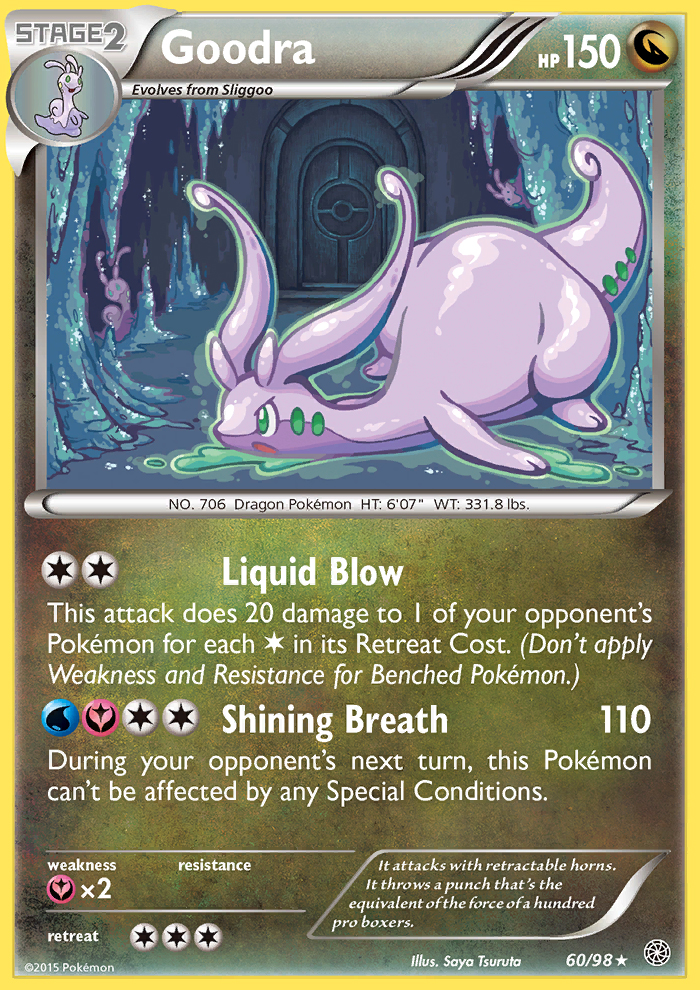 STAGE2
Goodra
HP150
Evolves from Sliggoo
NO. 706 Dragon Pokémon HT: 6'07" WT: 331.8 lbs.
Liquid Blow
This attack does 20 damage to 1 of your opponent's
Pokémon for each ✶ in its Retreat Cost. (Don't apply
Weakness and Resistance for Benched Pokémon.)
Shining Breath 110
During your opponent's next turn, this Pokémon
can't be affected by any Special Conditions.
weakness resistance
×2
retreat
It attacks with retractable horns.
It throws a punch that's the
equivalent of the force of a hundred
pro boxers.
©2015 Pokémon
Illus. Saya Tsuruta
60/98★